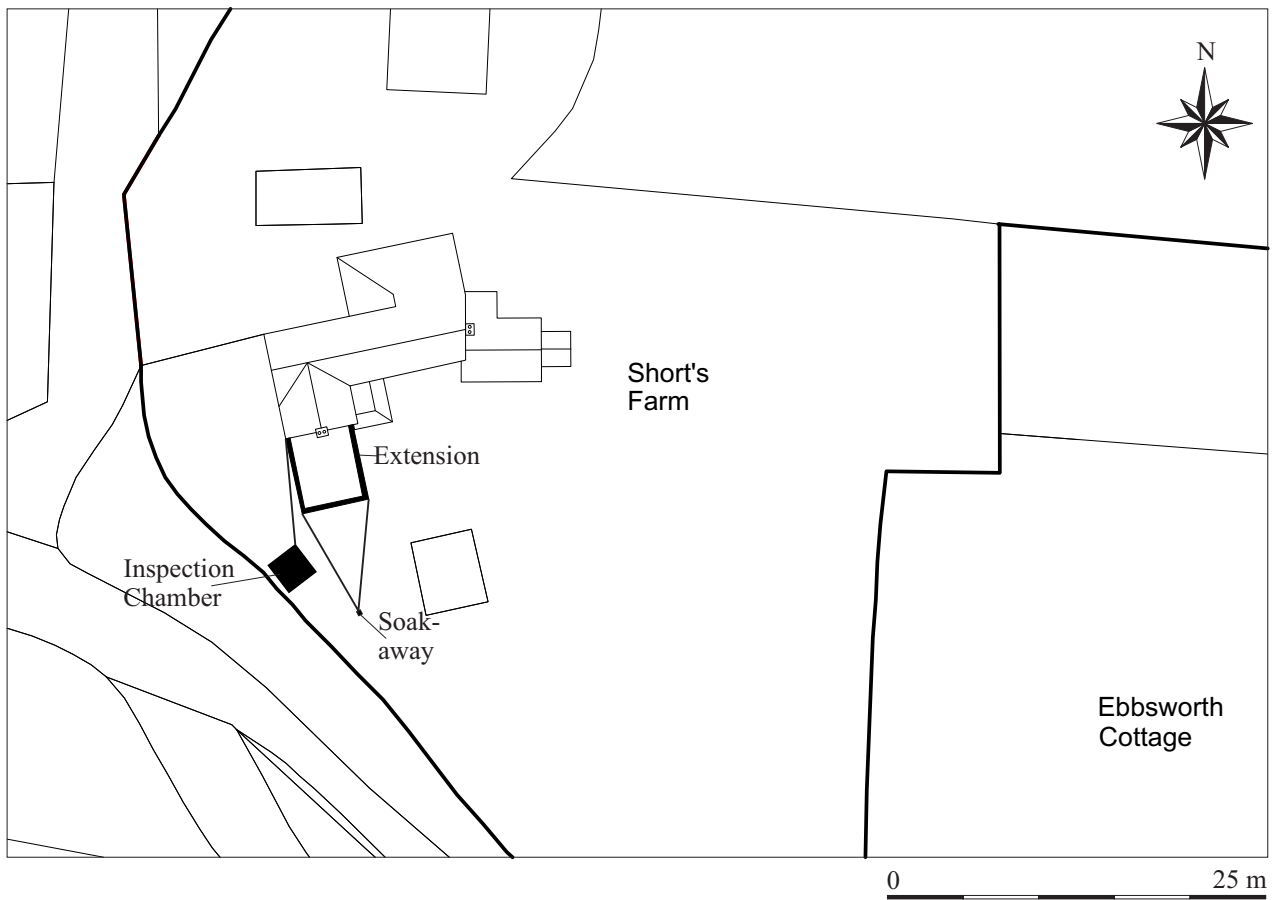 N
Short's
Farm
Extension
Inspection
Chamber
Soak-
away
Ebbsworth
Cottage
0 25 m